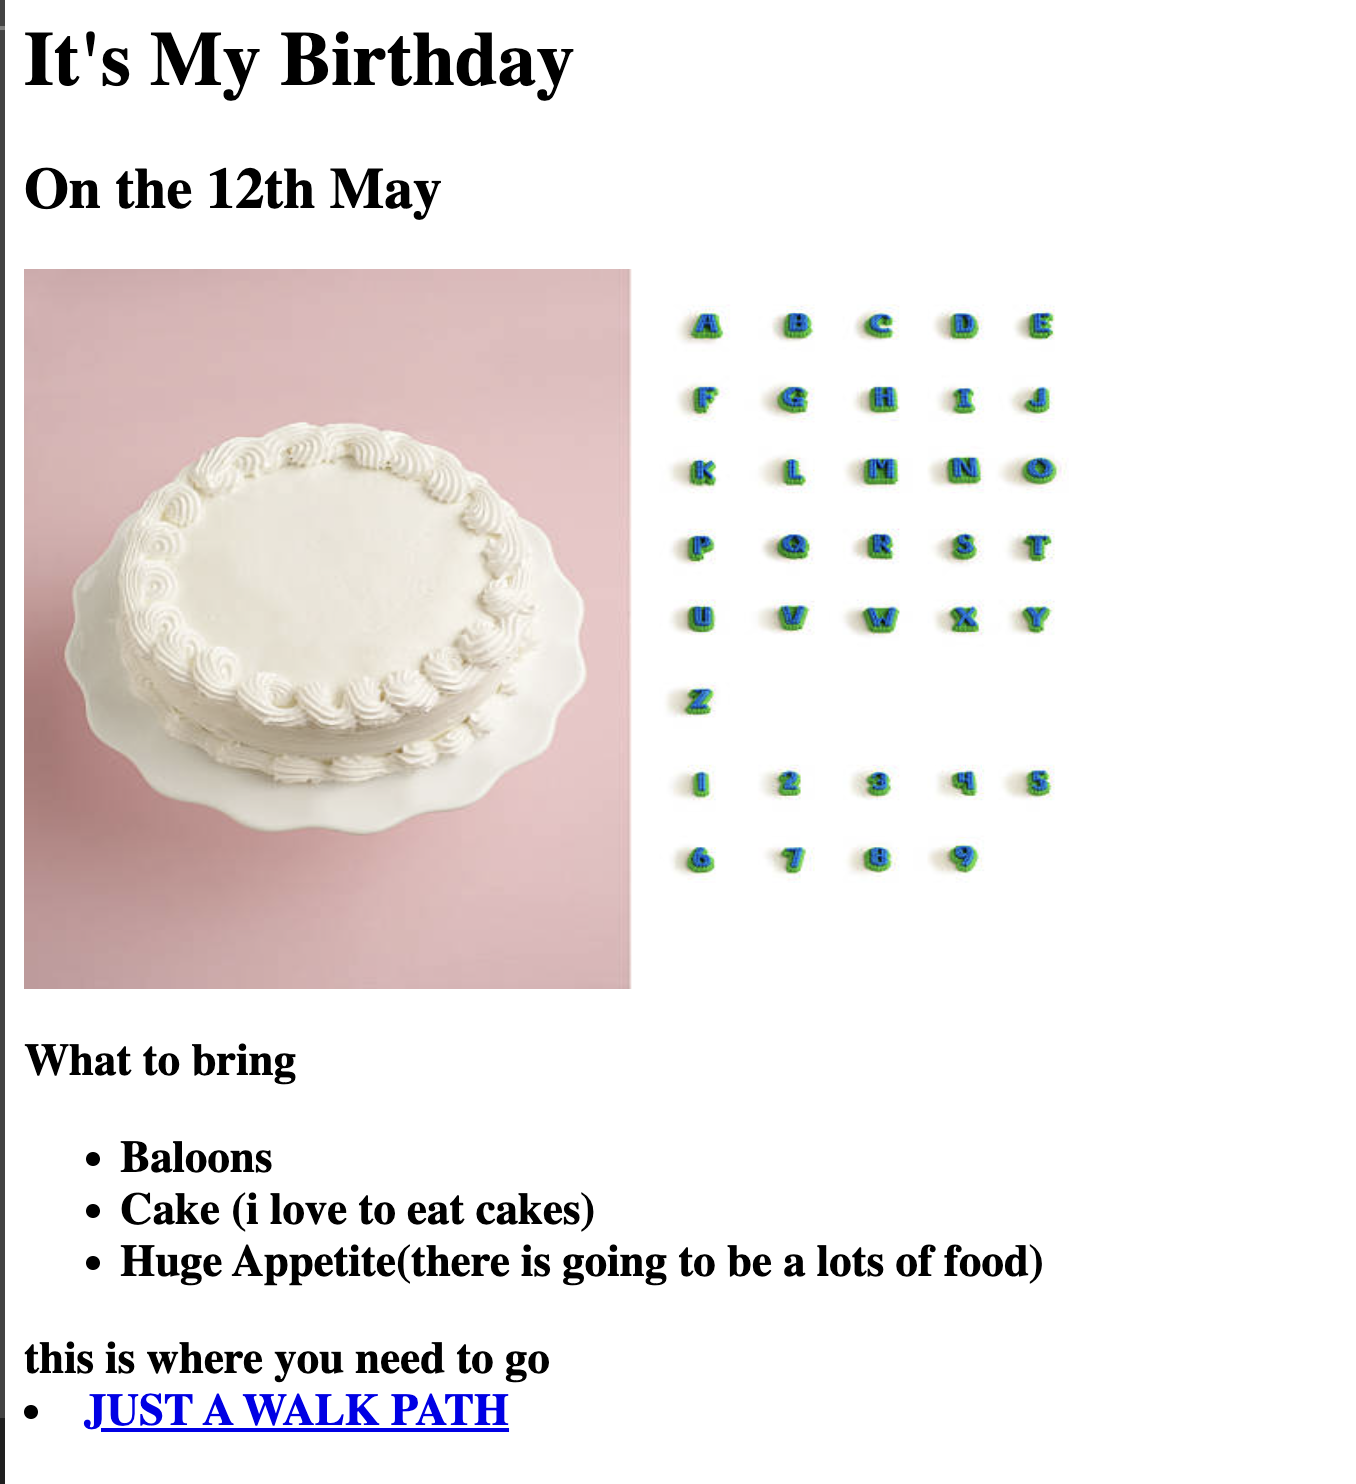 It's My Birthday
On the 12th May
A B C D E
F G H I J
K L M N O
P Q R S T
U V W X Y
Z
1 2 3 4 5
6 7 8 9
What to bring
Baloons
Cake (i love to eat cakes)
Huge Appetite(there is going to be a lots of food)
this is where you need to go
JUST A WALK PATH